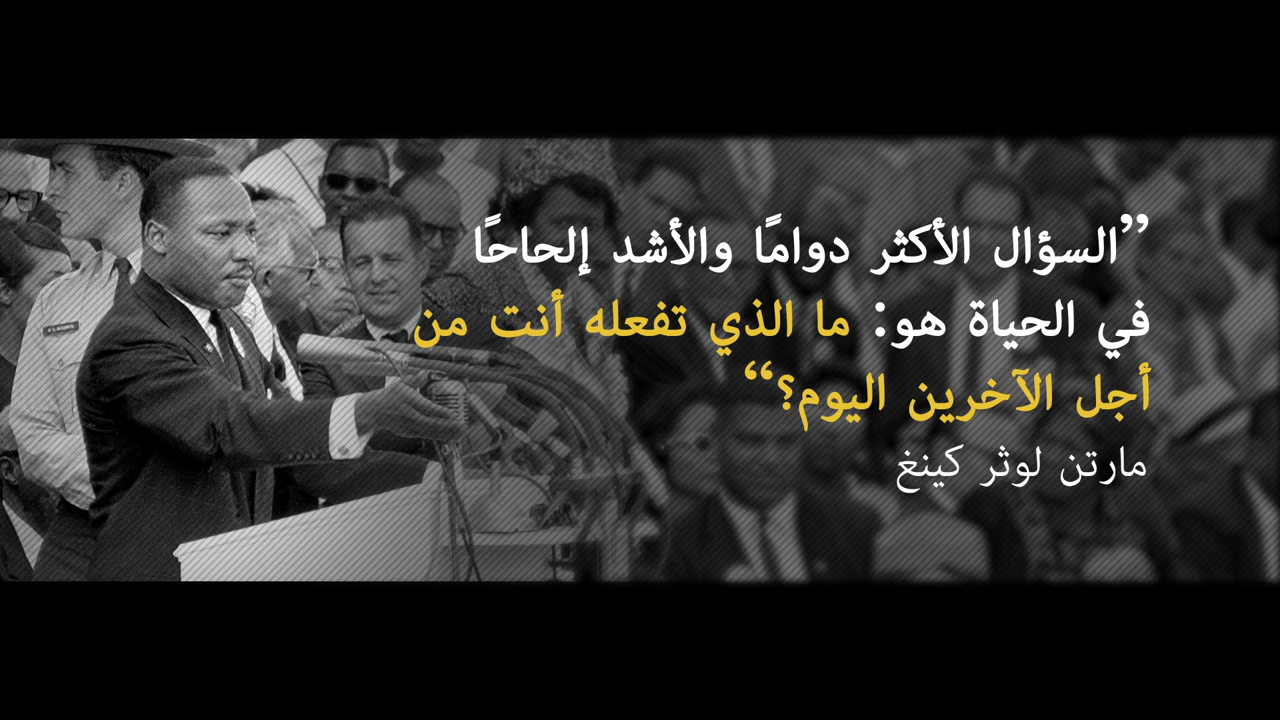 ”السؤال الأكثر دوامًا والأشد إلحاحًا
في الحياة هو: ما الذي تفعله أنت من
أجل الآخرين اليوم؟“
مارتن لوثر كينغ